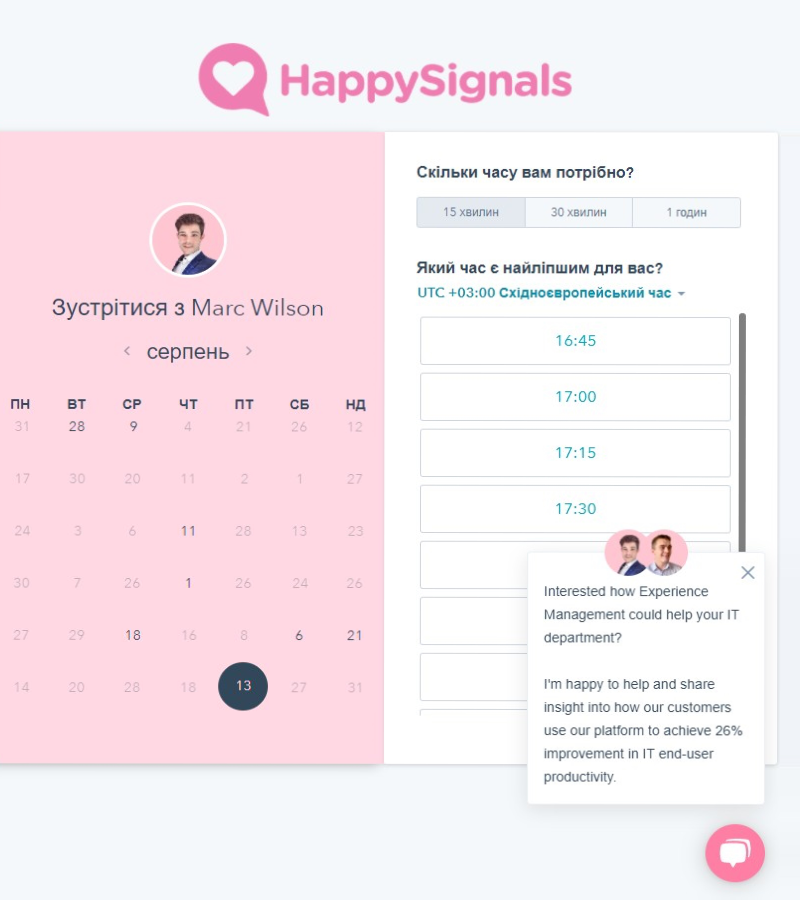 HappySignals
Зустрітися з Marc Wilson
серпень
ПН ВТ СР ЧТ ПТ СБ НД
31 28 9 4 21 26 12
17 30 20 11 2 1 27
24 3 6 11 28 13 23
30 7 26 1 26 24 26
27 29 18 16 8 6 21
14 20 28 18 13 27 31
Скільки часу вам потрібно?
15 хвилин 30 хвилин 1 годин
Який час є найліпшим для вас?
UTC +03:00 Східноєвропейський час
16:45
17:00
17:15
17:30
Interested how Experience
Management could help your IT
department?
I'm happy to help and share
insight into how our customers
use our platform to achieve 26%
improvement in IT end-user
productivity.